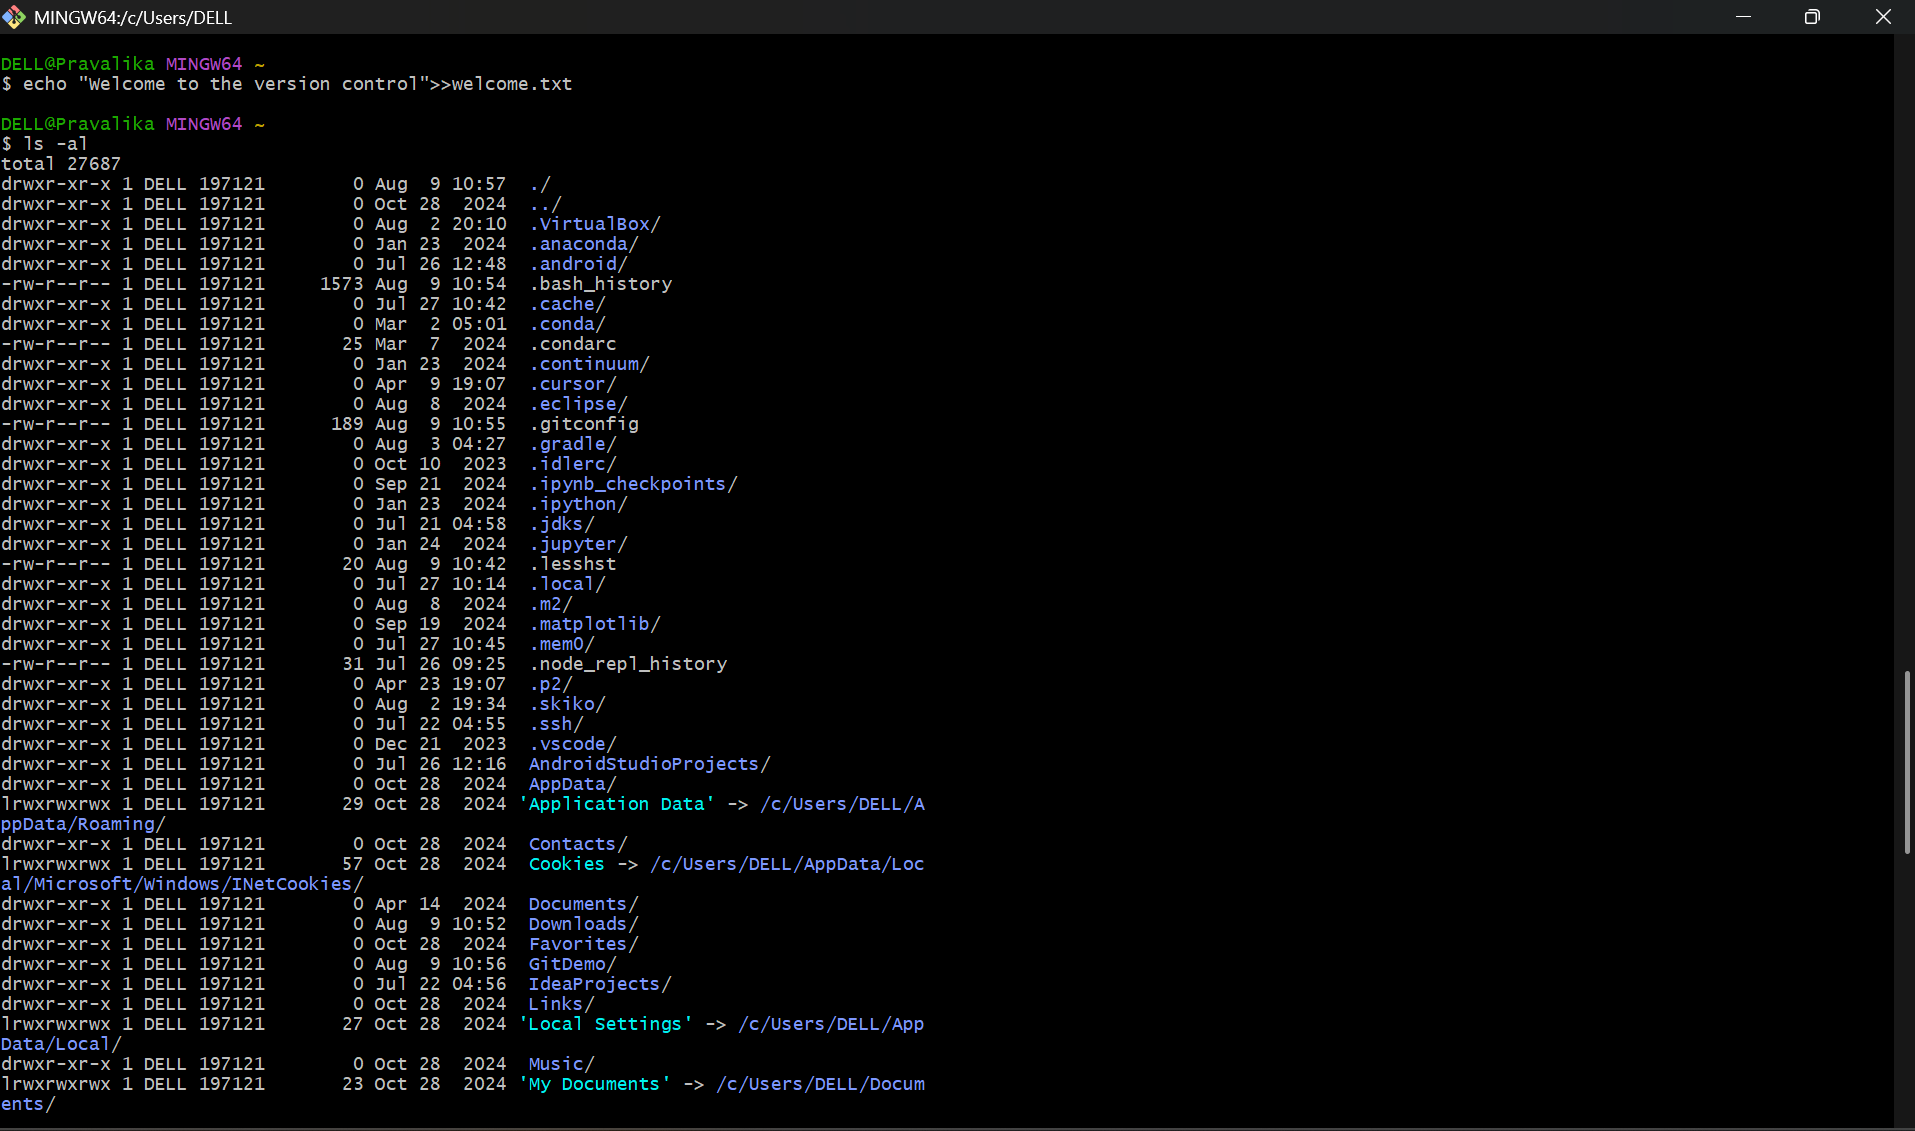 MINGW64:/c/Users/DELL
DELL@Pravalika MINGW64 ~
$ echo "Welcome to the version control">>welcome.txt
DELL@Pravalika MINGW64 ~
$ ls -al
total 27687
drwxr-xr-x 1 DELL 197121        0 Aug  9 10:57  ./
drwxr-xr-x 1 DELL 197121        0 Oct 28  2024  ../
drwxr-xr-x 1 DELL 197121        0 Aug  2 20:10  .VirtualBox/
drwxr-xr-x 1 DELL 197121        0 Jan 23  2024  .anaconda/
drwxr-xr-x 1 DELL 197121        0 Jul 26 12:48  .android/
-rw-r--r-- 1 DELL 197121     1573 Aug  9 10:54  .bash_history
drwxr-xr-x 1 DELL 197121        0 Jul 27 10:42  .cache/
drwxr-xr-x 1 DELL 197121        0 Mar  2 05:01  .conda/
-rw-r--r-- 1 DELL 197121       25 Mar  7  2024  .condarc
drwxr-xr-x 1 DELL 197121        0 Jan 23  2024  .continuum/
drwxr-xr-x 1 DELL 197121        0 Apr  9 19:07  .cursor/
drwxr-xr-x 1 DELL 197121        0 Aug  8  2024  .eclipse/
-rw-r--r-- 1 DELL 197121      189 Aug  9 10:55  .gitconfig
drwxr-xr-x 1 DELL 197121        0 Aug  3 04:27  .gradle/
drwxr-xr-x 1 DELL 197121        0 Oct 10  2023  .idlerc/
drwxr-xr-x 1 DELL 197121        0 Sep 21  2024  .ipynb_checkpoints/
drwxr-xr-x 1 DELL 197121        0 Jan 23  2024  .ipython/
drwxr-xr-x 1 DELL 197121        0 Jul 21 04:58  .jdks/
drwxr-xr-x 1 DELL 197121        0 Jan 24  2024  .jupyter/
-rw-r--r-- 1 DELL 197121       20 Aug  9 10:42  .lesshst
drwxr-xr-x 1 DELL 197121        0 Jul 27 10:14  .local/
drwxr-xr-x 1 DELL 197121        0 Aug  8  2024  .m2/
drwxr-xr-x 1 DELL 197121        0 Sep 19  2024  .matplotlib/
drwxr-xr-x 1 DELL 197121        0 Jul 27 10:45  .mem0/
-rw-r--r-- 1 DELL 197121       31 Jul 26 09:25  .node_repl_history
drwxr-xr-x 1 DELL 197121        0 Apr 23 19:07  .p2/
drwxr-xr-x 1 DELL 197121        0 Aug  2 19:34  .skiko/
drwxr-xr-x 1 DELL 197121        0 Jul 22 04:55  .ssh/
drwxr-xr-x 1 DELL 197121        0 Dec 21  2023  .vscode/
drwxr-xr-x 1 DELL 197121        0 Jul 26 12:16  AndroidStudioProjects/
drwxr-xr-x 1 DELL 197121        0 Oct 28  2024  AppData/
lrwxrwxrwx 1 DELL 197121       29 Oct 28  2024 'Application Data' -> /c/Users/DELL/A
ppData/Roaming/
drwxr-xr-x 1 DELL 197121        0 Oct 28  2024  Contacts/
lrwxrwxrwx 1 DELL 197121       57 Oct 28  2024  Cookies -> /c/Users/DELL/AppData/Loc
al/Microsoft/Windows/INetCookies/
drwxr-xr-x 1 DELL 197121        0 Apr 14  2024  Documents/
drwxr-xr-x 1 DELL 197121        0 Aug  9 10:52  Downloads/
drwxr-xr-x 1 DELL 197121        0 Oct 28  2024  Favorites/
drwxr-xr-x 1 DELL 197121        0 Aug  9 10:56  GitDemo/
drwxr-xr-x 1 DELL 197121        0 Jul 22 04:56  IdeaProjects/
drwxr-xr-x 1 DELL 197121        0 Oct 28  2024  Links/
lrwxrwxrwx 1 DELL 197121       27 Oct 28  2024 'Local Settings' -> /c/Users/DELL/App
Data/Local/
drwxr-xr-x 1 DELL 197121        0 Oct 28  2024  Music/
lrwxrwxrwx 1 DELL 197121       23 Oct 28  2024 'My Documents' -> /c/Users/DELL/Docum
ents/